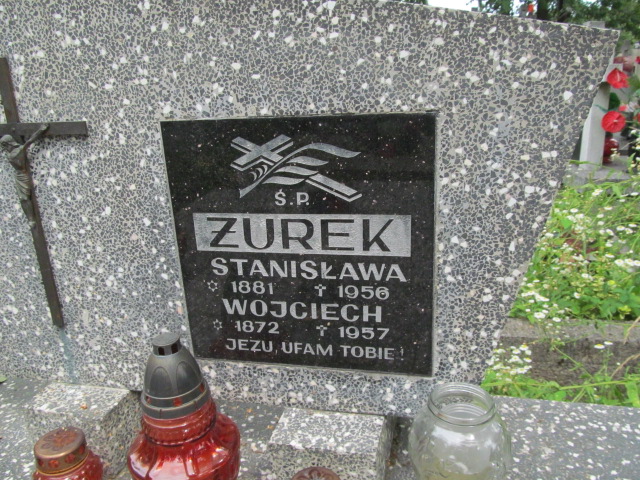 Ś.P.
ŻUREK
STANISŁAWA
✡ 1881 ✝ 1956
WOJCIECH
✡ 1872 ✝ 1957
JEZU, UFAM TOBIE!